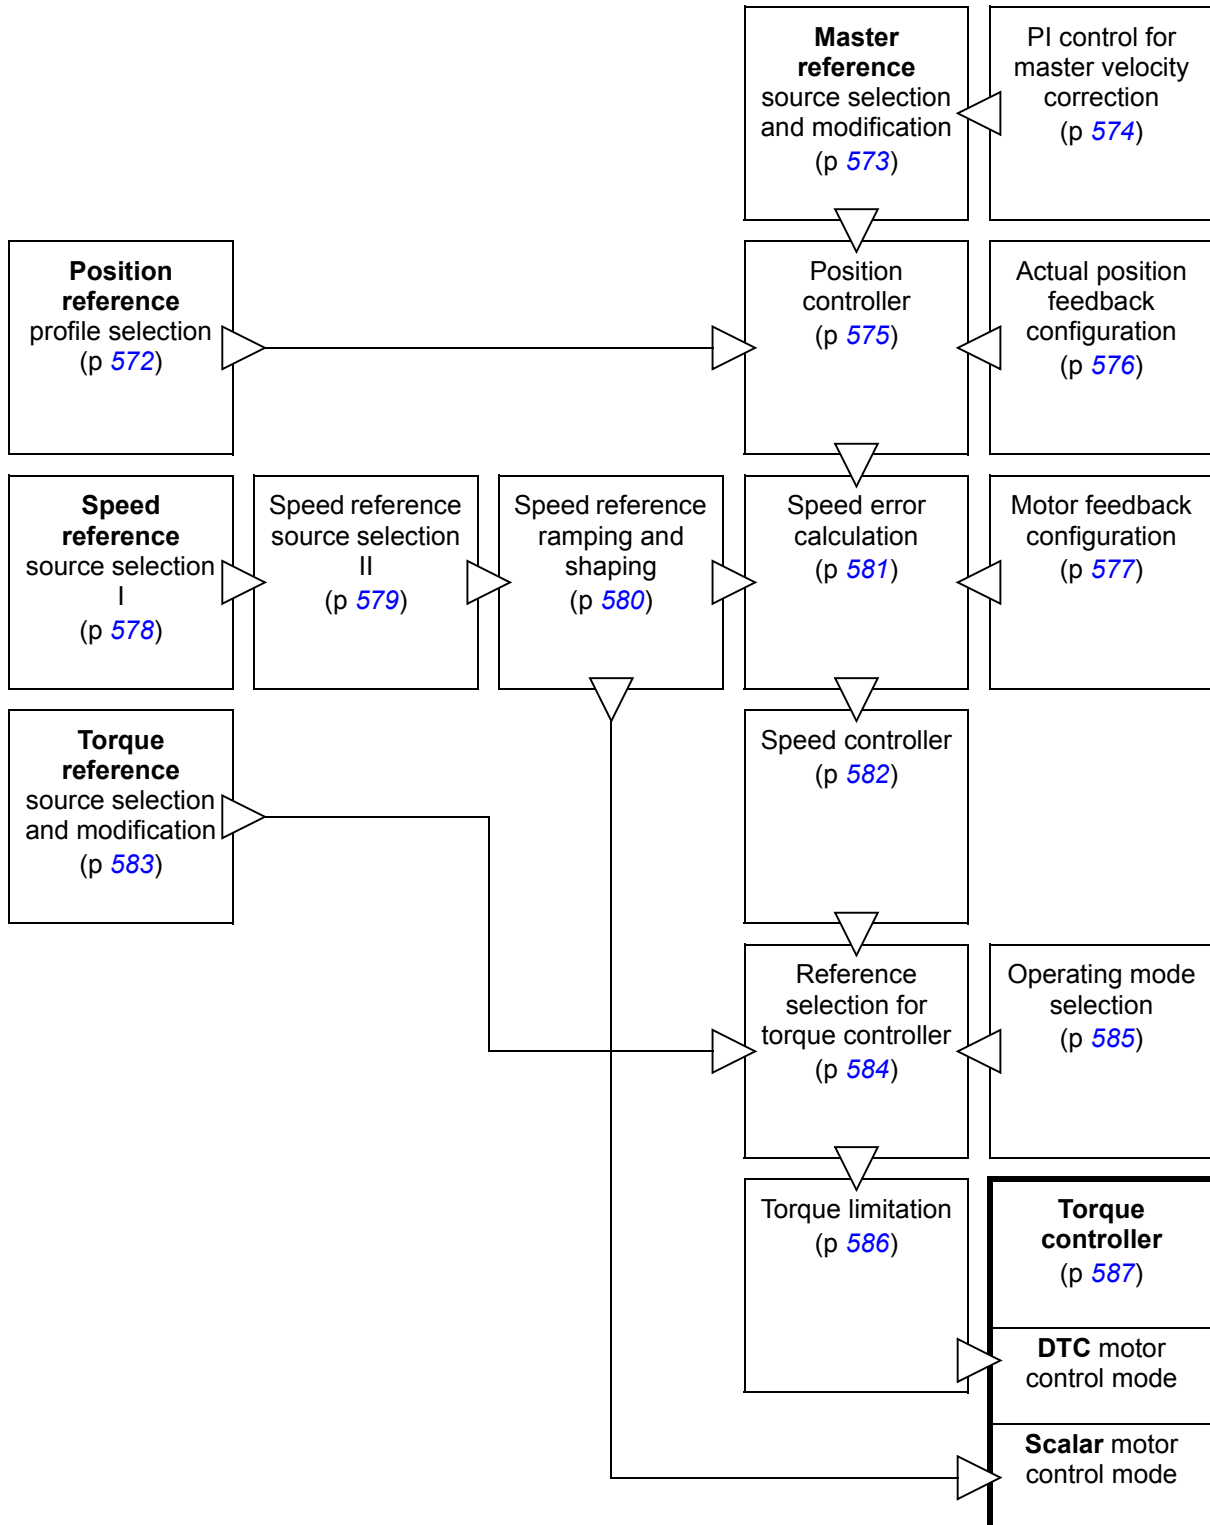 Master
reference
source selection
and modification
(p 573)
PI control for
master velocity
correction
(p 574)
Position
reference
profile selection
(p 572)
Position
controller
(p 575)
Actual position
feedback
configuration
(p 576)
Speed
reference
source selection
I
(p 578)
Speed reference
source selection
II
(p 579)
Speed reference
ramping and
shaping
(p 580)
Speed error
calculation
(p 581)
Motor feedback
configuration
(p 577)
Torque
reference
source selection
and modification
(p 583)
Speed controller
(p 582)
Reference
selection for
torque controller
(p 584)
Operating mode
selection
(p 585)
Torque limitation
(p 586)
Torque
controller
(p 587)
DTC motor
control mode
Scalar motor
control mode